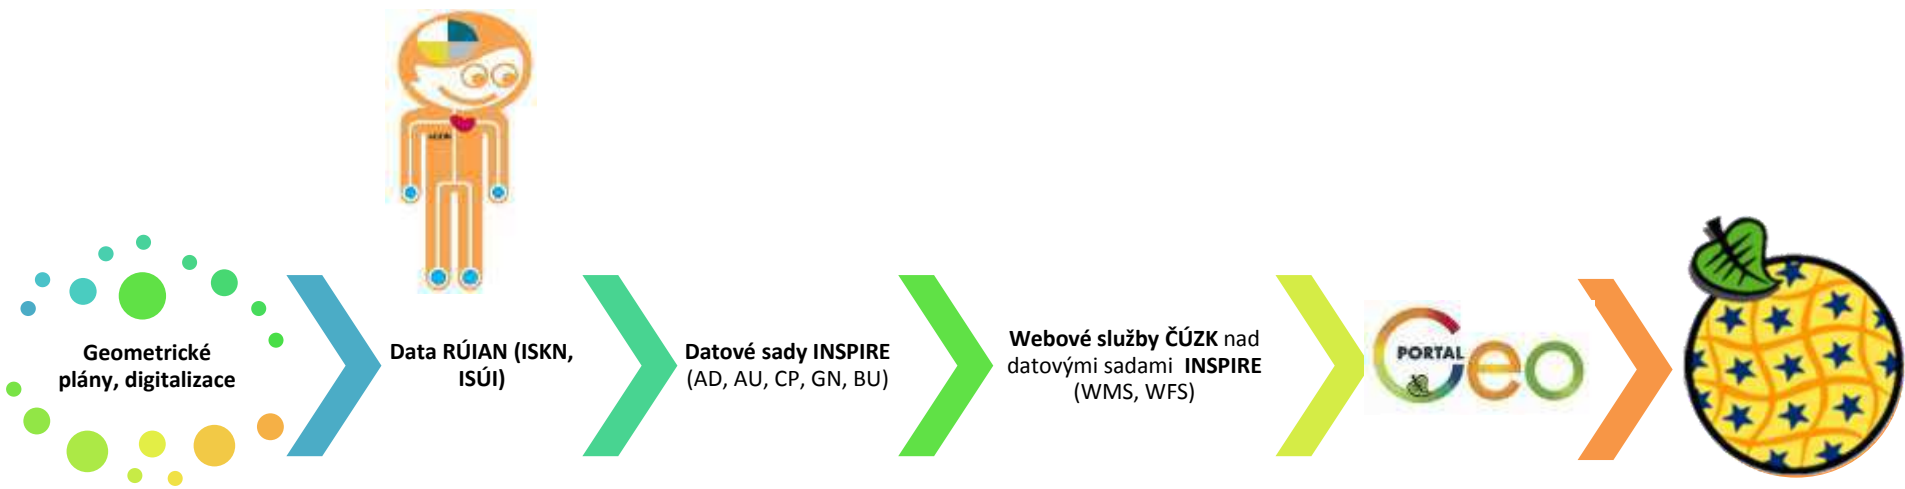 Geometrické
plány, digitalizace
Data RÚIAN (ISKN,
ISÚI)
Datové sady INSPIRE
(AD, AU, CP, GN, BU)
Webové služby ČÚZK nad
datovými sadami INSPIRE
(WMS, WFS)
PORTAL
Geo